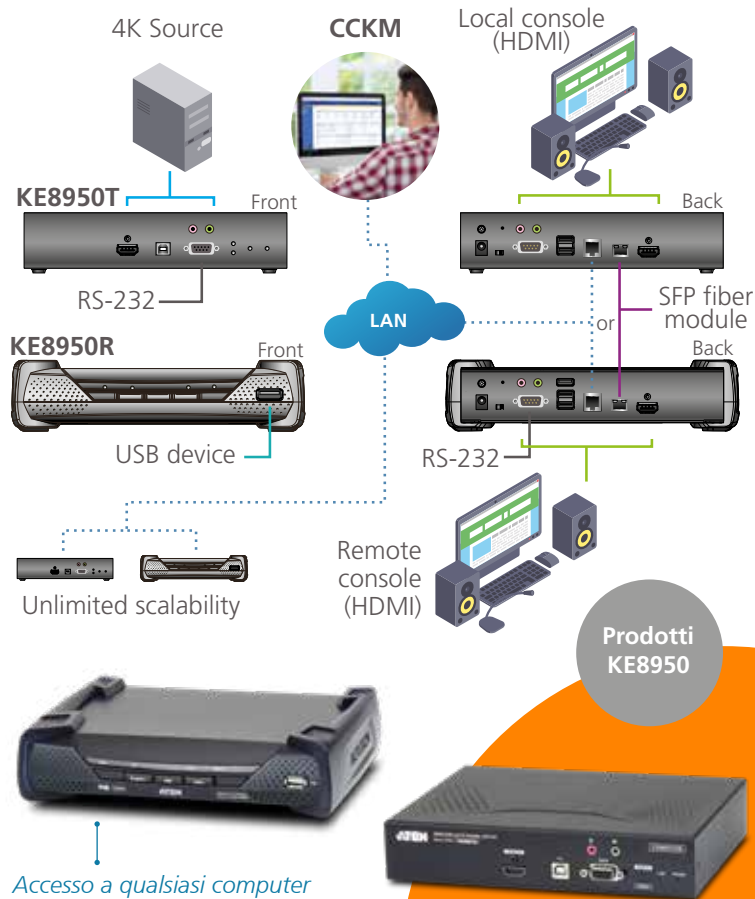 4K Source
CCKM
Local console
(HDMI)
KE8950T
Front
Back
RS-232
SFP fiber
module
LAN
or
KE8950R
Front
Back
USB device
RS-232
Remote
console
(HDMI)
Unlimited scalability
Prodotti
KE8950
ATEN
ATEN
Accesso a qualsiasi computer